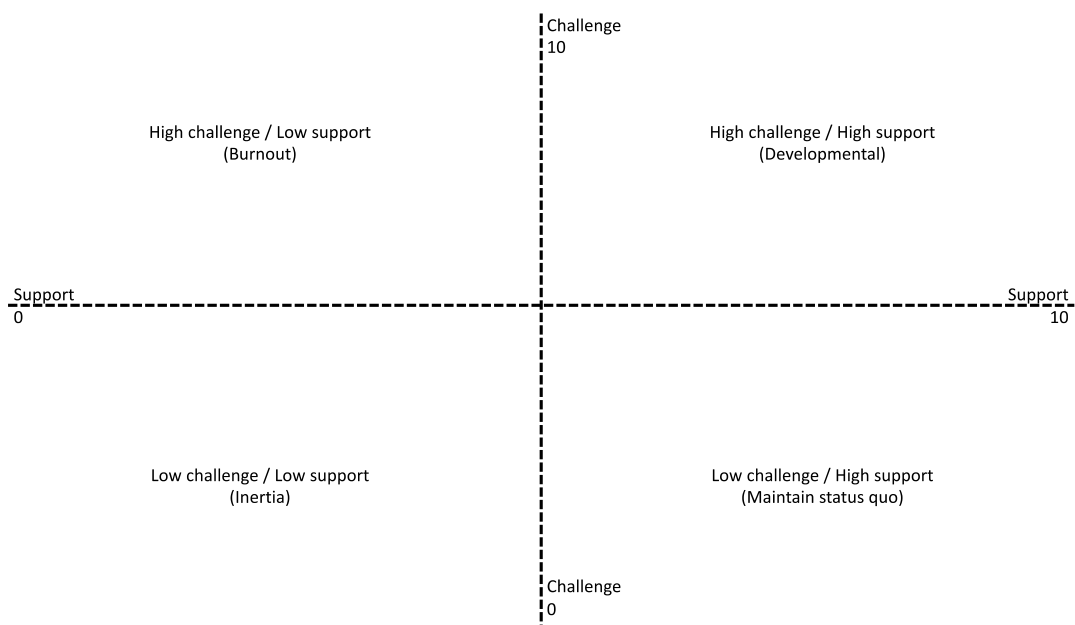 Challenge
10
High challenge / Low support
(Burnout)
High challenge / High support
(Developmental)
Support
0
Support
10
Low challenge / Low support
(Inertia)
Low challenge / High support
(Maintain status quo)
Challenge
0